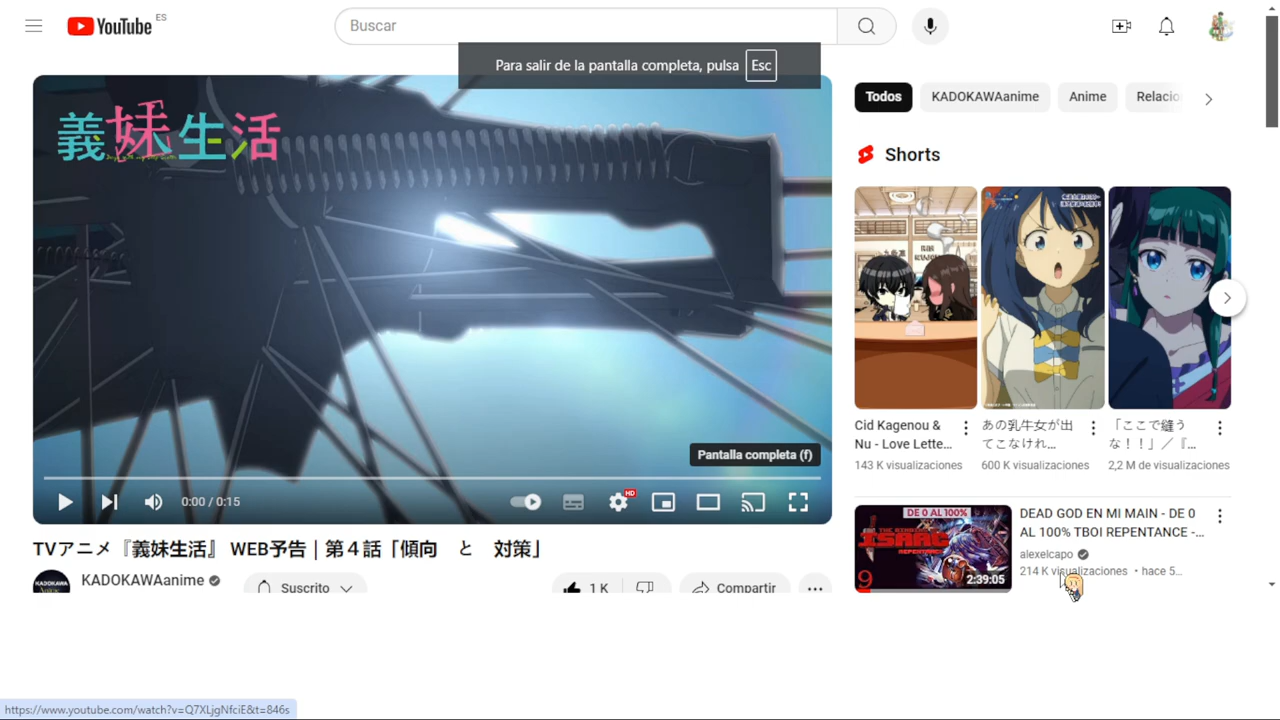 YouTube ES
Buscar
Para salir de la pantalla completa, pulsa Esc
義妹生活
Pantalla completa (f)
0:00 / 0:15
HD
TVアニメ『義妹生活』 WEB予告｜第４話「傾向　と　対策」
KADOKAWAanime
Suscrito
1 K
Compartir
Todos
KADOKAWAanime
Anime
Relacio
Shorts
Cid Kagenou &
Nu - Love Lette...
143 K visualizaciones
あの乳牛女が出
てこなけれ...
600 K visualizaciones
「ここで縫う
な！！」／『...
2,2 M de visualizaciones
DE 0 AL 100%
THE BINDING OF
ISAAC
REPENTANCE
9
2:39:05
DEAD GOD EN MI MAIN - DE 0
AL 100% TBOI REPENTANCE -...
alexelcapo
214 K visualizaciones • hace 5...
https://www.youtube.com/watch?v=Q7XLjgNfciE&t=846s